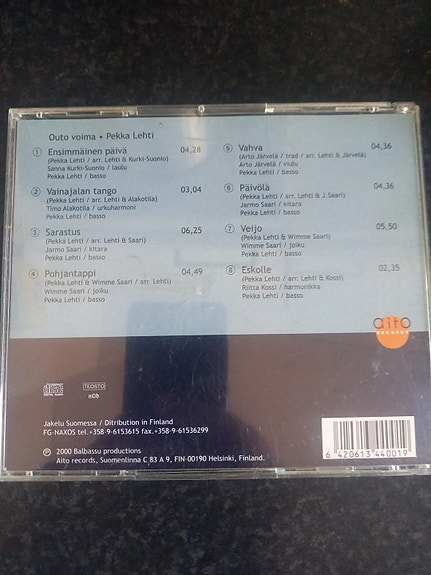 Outo voima • Pekka Lehti
1 Ensimmäinen päivä 04,28
(Pekka Lehti / arr. Lehti & Kurki-Suonio)
Sanna Kurki-Suonio / laulu
Pekka Lehti / basso
2 Vainajalan tango 03,04
(Pekka Lehti / arr. Lehti & Alakotila)
Timo Alakotila / urkuharmoni
Pekka Lehti / basso
3 Sarastus 06,25
(Pekka Lehti / arr. Lehti & Saari)
Jarmo Saari / kitara
Pekka Lehti / basso
4 Pohjantappi 04,49
(Pekka Lehti & Wimme Saari / arr. Lehti)
Wimme Saari / joiku
Pekka Lehti / basso
5 Vahva 04,36
(Arto Järvelä / trad / arr. Lehti & Järvelä)
Arto Järvelä / viulu
Pekka Lehti / basso
6 Päivölä 04,36
(Pekka Lehti / arr. Lehti & J.Saari)
Jarmo Saari / kitara
Pekka Lehti / basso
7 Veijo 05,50
(Pekka Lehti & Wimme Saari)
Wimme Saari / joiku
Pekka Lehti / basso
8 Eskolle 02,35
(Pekka Lehti / arr. Lehti & Kossi)
Riitta Kossi / harmonikka
Pekka Lehti / basso
aito
RECORDS
COMPACT
disc
DIGITAL AUDIO
TEOSTO
nCb
Jakelu Suomessa / Ditribution in Finland
FG-NAXOS tel.+358-9-6153615 fax.+358-9-61536299
Ⓟ 2000 Balbassu productions
Aito records, Suomenlinna C 83 A 9, FIN-00190 Helsinki, Finland.
6 420613 440019